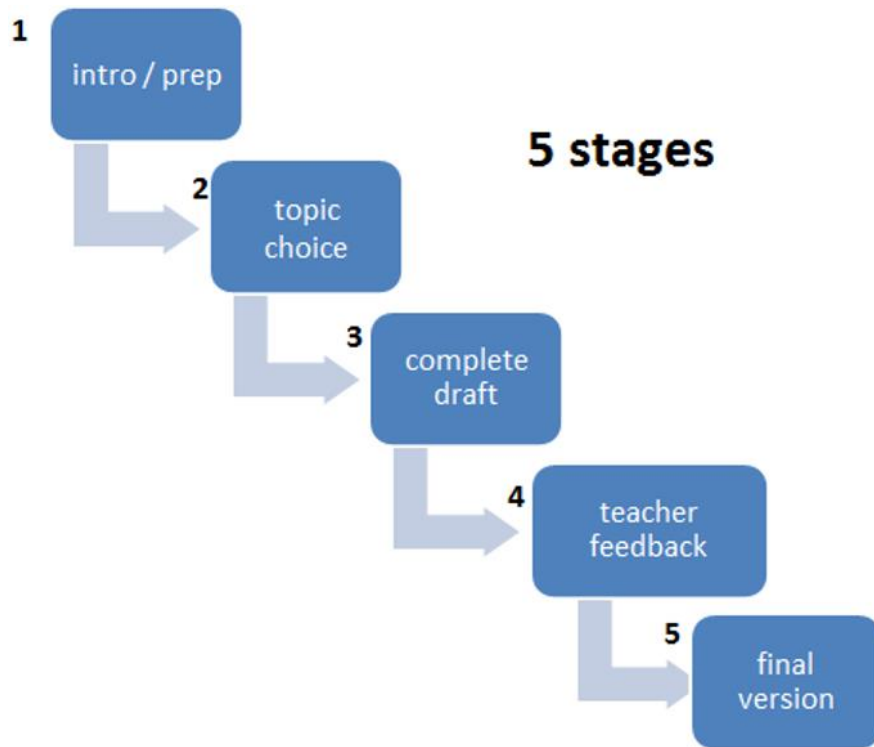 1
intro / prep
5 stages
2
topic
choice
3
complete
draft
4
teacher
feedback
5
final
version